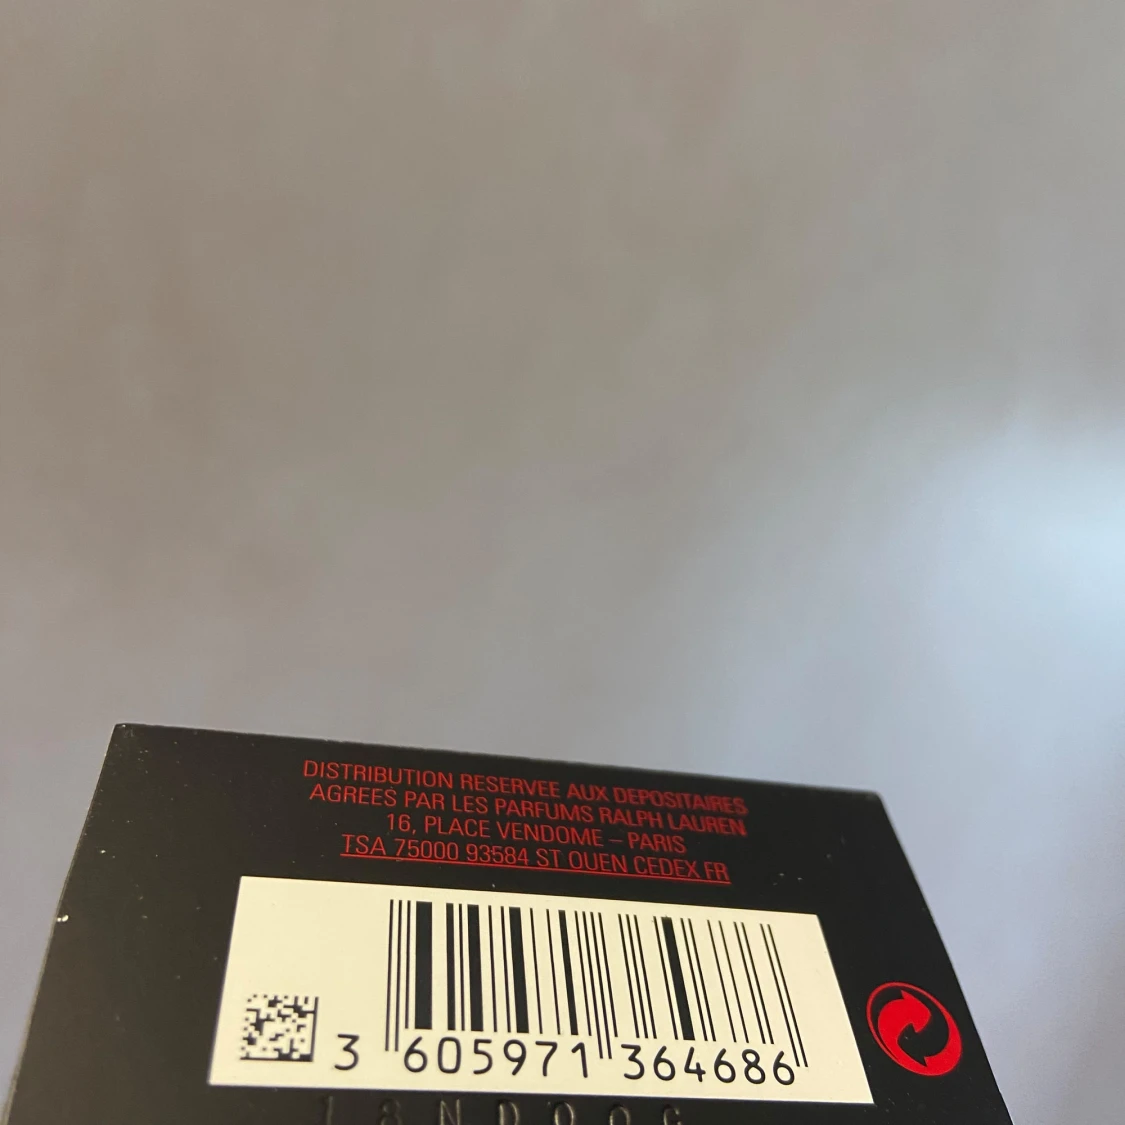 DISTRIBUTION RESERVEE AUX DEPOSITAIRES
AGREES PAR LES PARFUMS RALPH LAUREN
16, PLACE VENDOME – PARIS
TSA 75000 93584 ST OUEN CEDEX FR
3 605971 364686